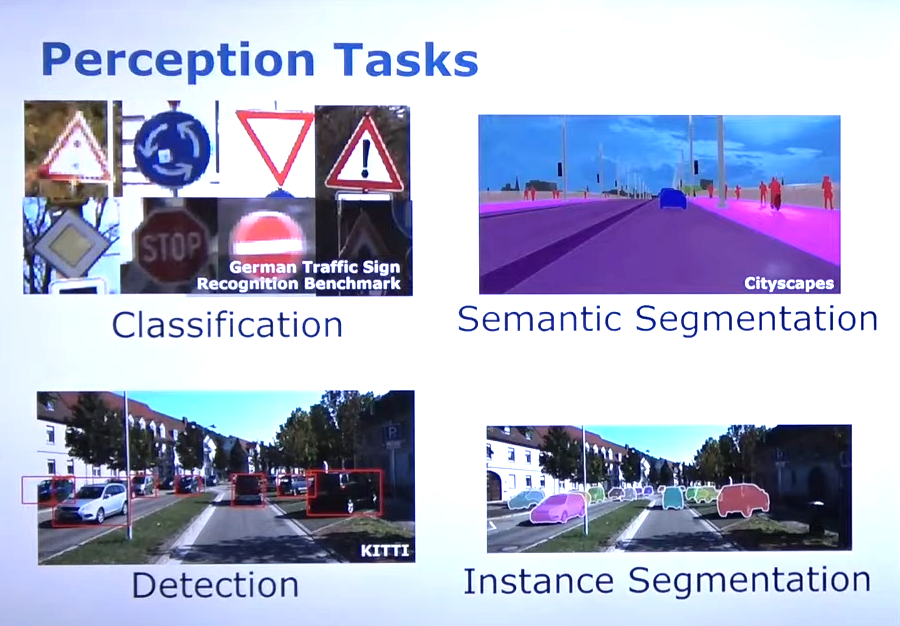 Perception Tasks
STOP
German Traffic Sign
Recognition Benchmark
Classification
Cityscapes
Semantic Segmentation
KITTI
Detection
Instance Segmentation